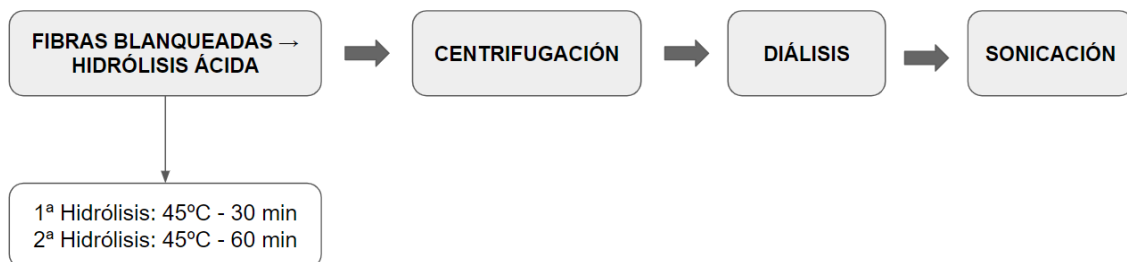 FIBRAS BLANQUEADAS →
HIDRÓLISIS ÁCIDA
CENTRIFUGACIÓN
DIÁLISIS
SONICACIÓN
1ª Hidrólisis: 45ºC - 30 min
2ª Hidrólisis: 45ºC - 60 min